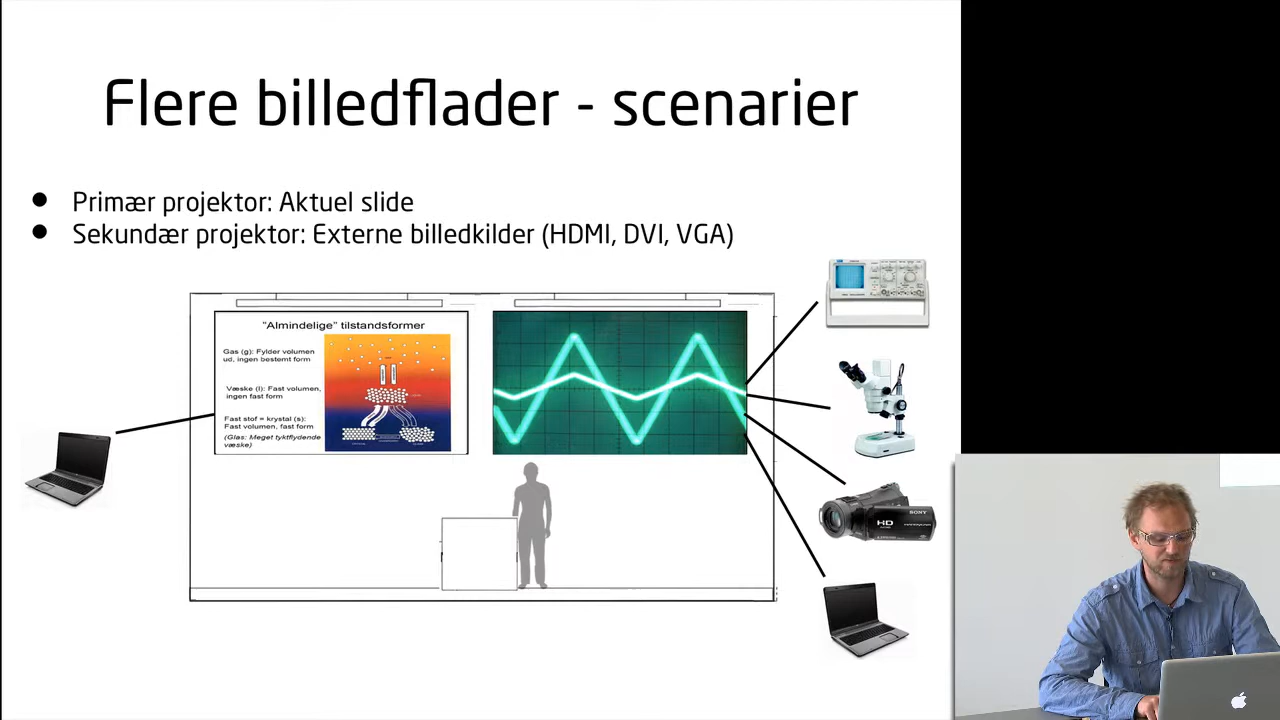 Flere billedflader - scenarier
● Primær projektor: Aktuel slide
● Sekundær projektor: Externe billedkilder (HDMI, DVI, VGA)
"Almindelige" tilstandsformer
Gas (g): Fylder volumen
ud, ingen bestemt form
Væske (l): Fast volumen,
ingen fast form
Fast stof = krystal (s):
Fast volumen, fast form
(Glas: Meget tyktflydende
væske)
SONY
HD